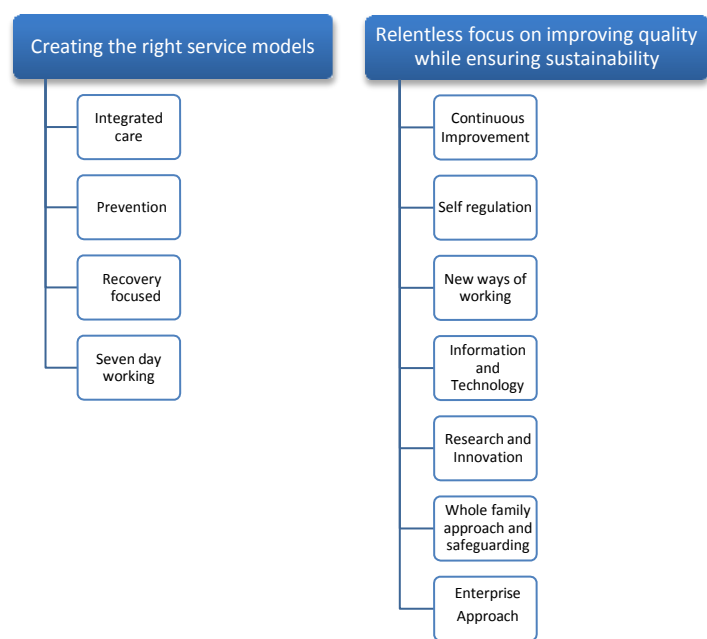 Creating the right service models
Integrated
care
Prevention
Recovery
focused
Seven day
working
Relentless focus on improving quality
while ensuring sustainability
Continuous
Improvement
Self regulation
New ways of
working
Information
and
Technology
Research and
Innovation
Whole family
approach and
safeguarding
Enterprise
Approach